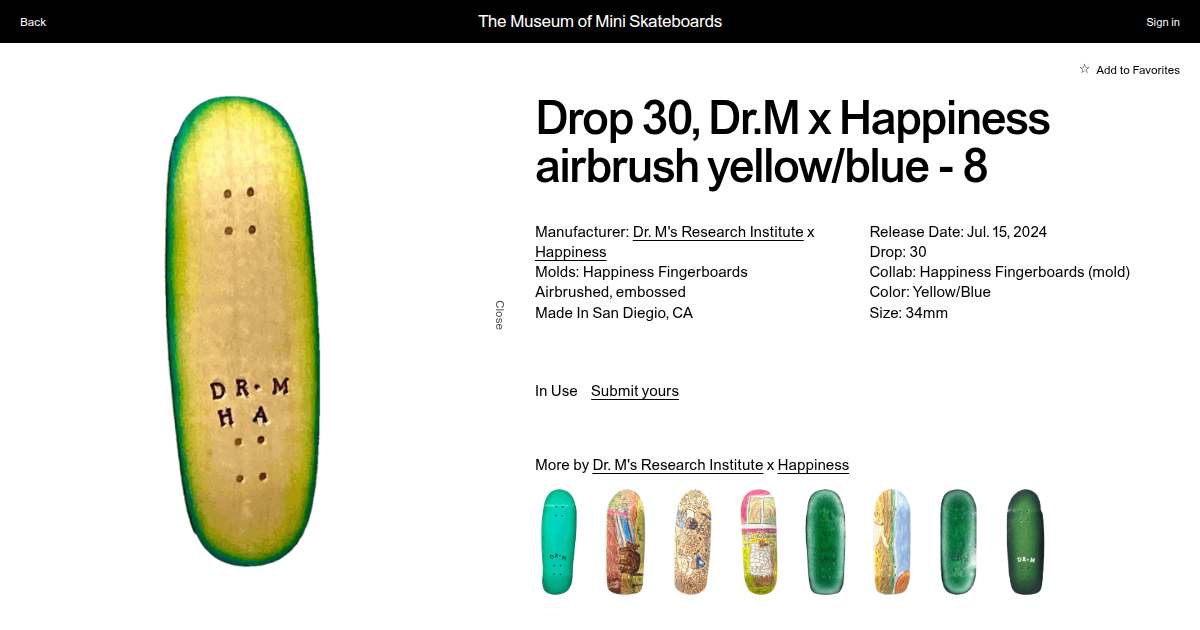 Back
The Museum of Mini Skateboards
Sign in
☆ Add to Favorites
Drop 30, Dr.M x Happiness
airbrush yellow/blue - 8
Manufacturer: Dr. M's Research Institute x
Happiness
Molds: Happiness Fingerboards
Airbrushed, embossed
Made In San Diegio, CA
Release Date: Jul. 15, 2024
Drop: 30
Collab: Happiness Fingerboards (mold)
Color: Yellow/Blue
Size: 34mm
Close
DR·M
H A
In Use Submit yours
More by Dr. M's Research Institute x Happiness
DR·M
DR·M